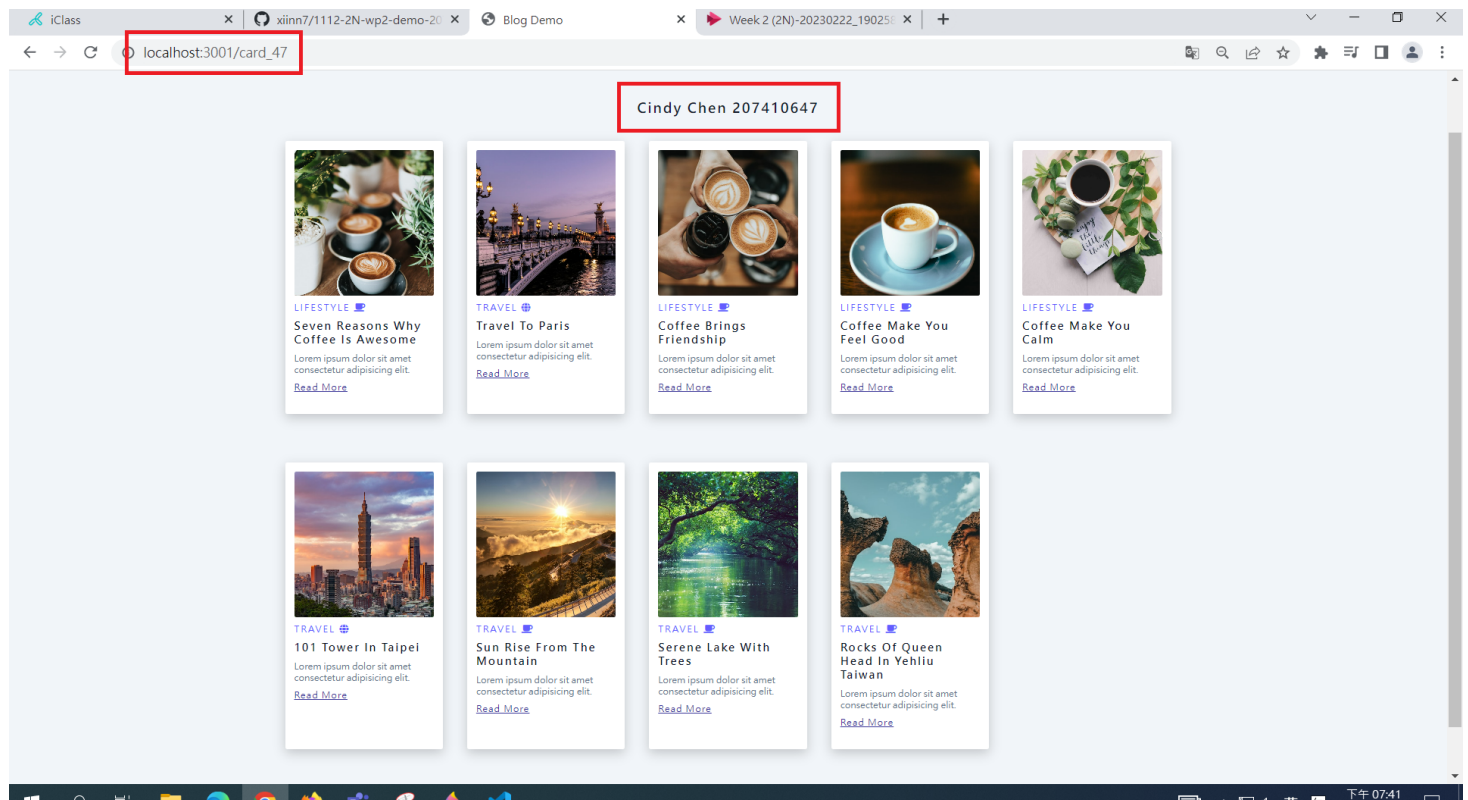 iClass
xiinn7/1112-2N-wp2-demo-20
Blog Demo
Week 2 (2N)-20230222_19025
localhost:3001/card_47
Cindy Chen 207410647
enjoy
the
little
things
LIFESTYLE
Seven Reasons Why
Coffee Is Awesome
Lorem ipsum dolor sit amet
consectetur adipisicing elit.
Read More
TRAVEL
Travel To Paris
Lorem ipsum dolor sit amet
consectetur adipisicing elit.
Read More
LIFESTYLE
Coffee Brings
Friendship
Lorem ipsum dolor sit amet
consectetur adipisicing elit.
Read More
LIFESTYLE
Coffee Make You
Feel Good
Lorem ipsum dolor sit amet
consectetur adipisicing elit.
Read More
LIFESTYLE
Coffee Make You
Calm
Lorem ipsum dolor sit amet
consectetur adipisicing elit.
Read More
TRAVEL
101 Tower In Taipei
Lorem ipsum dolor sit amet
consectetur adipisicing elit.
Read More
TRAVEL
Sun Rise From The
Mountain
Lorem ipsum dolor sit amet
consectetur adipisicing elit.
Read More
TRAVEL
Serene Lake With
Trees
Lorem ipsum dolor sit amet
consectetur adipisicing elit.
Read More
TRAVEL
Rocks Of Queen
Head In Yehliu
Taiwan
Lorem ipsum dolor sit amet
consectetur adipisicing elit.
Read More
下午 07:41